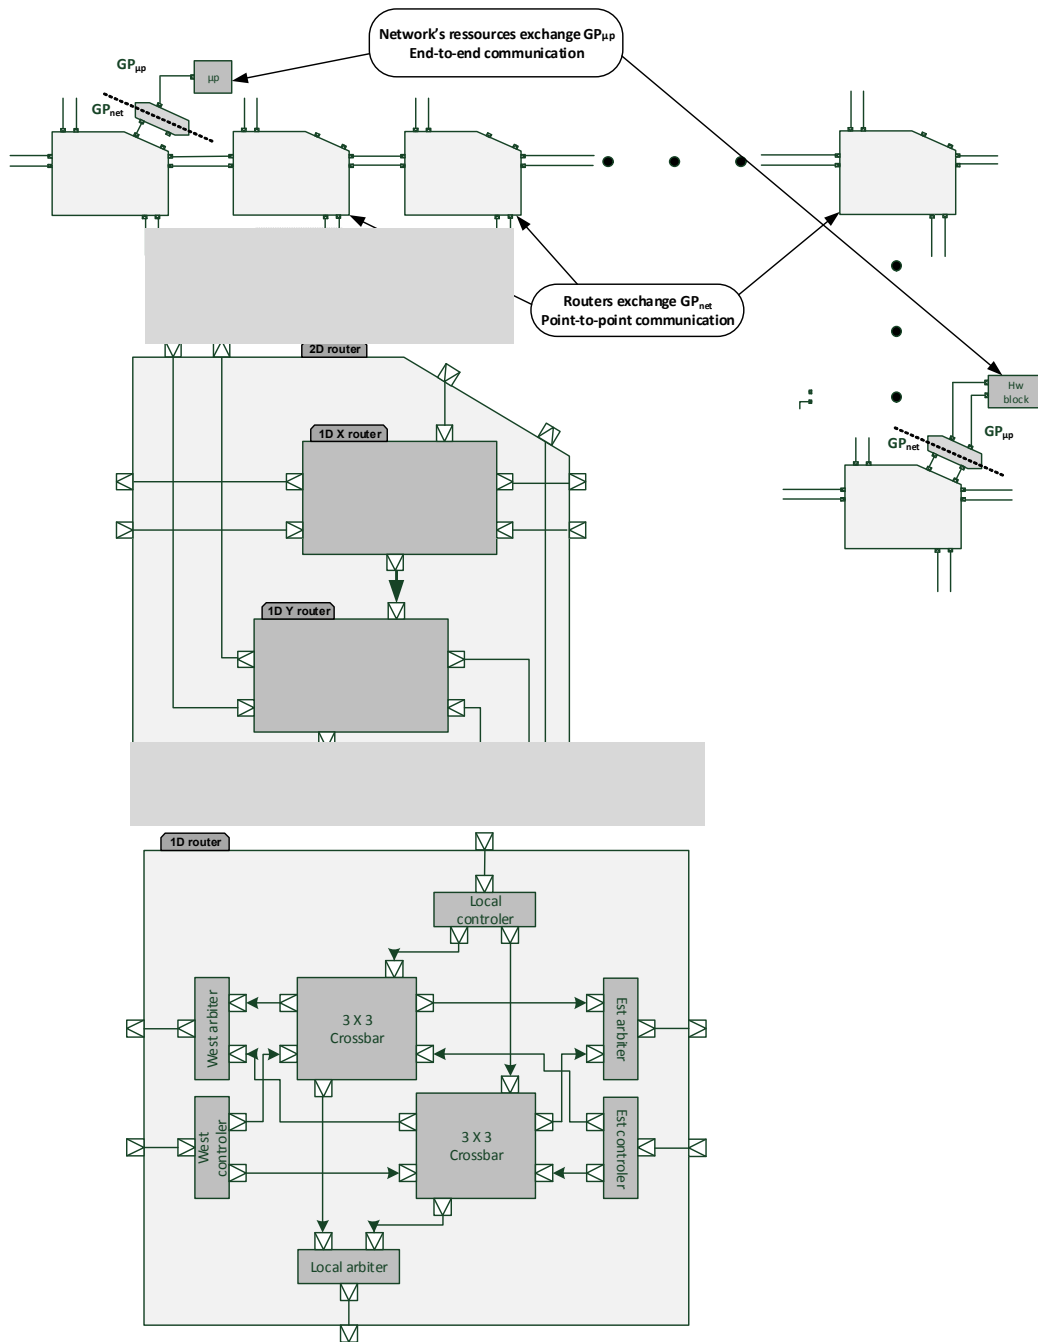 Network's ressources exchange GPμp
End-to-end communication
GPμp
μp
GPnet
Routers exchange GPnet
Point-to-point communication
2D router
Hw
block
1D X router
GPμp
GPnet
1D Y router
1D router
Local
controler
West arbiter
3 X 3
Crossbar
Est arbiter
West
controler
3 X 3
Crossbar
Est controler
Local arbiter